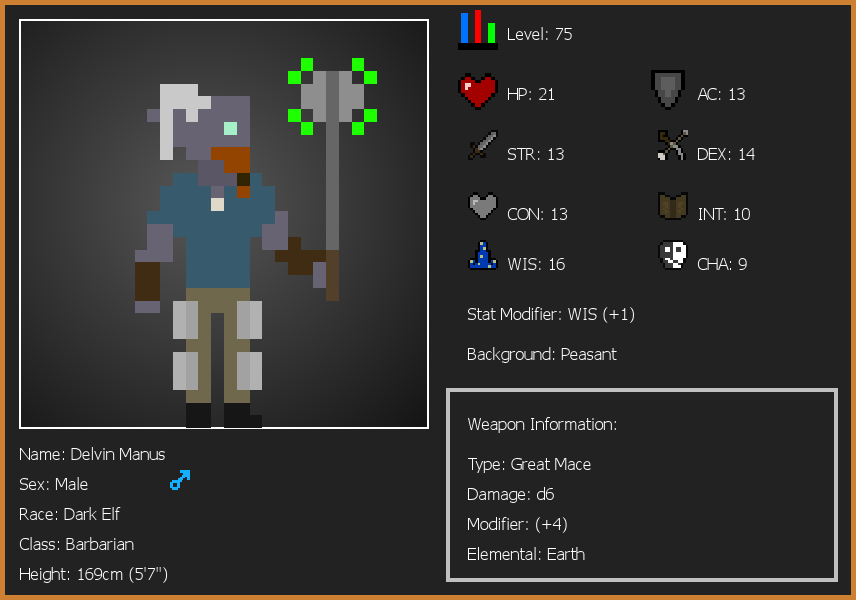 Level: 75
HP: 21
AC: 13
STR: 13
DEX: 14
CON: 13
INT: 10
WIS: 16
CHA: 9
Stat Modifier: WIS (+1)
Background: Peasant
Weapon Information:
Type: Great Mace
Damage: d6
Modifier: (+4)
Elemental: Earth
Name: Delvin Manus
Sex: Male
Race: Dark Elf
Class: Barbarian
Height: 169cm (5'7")